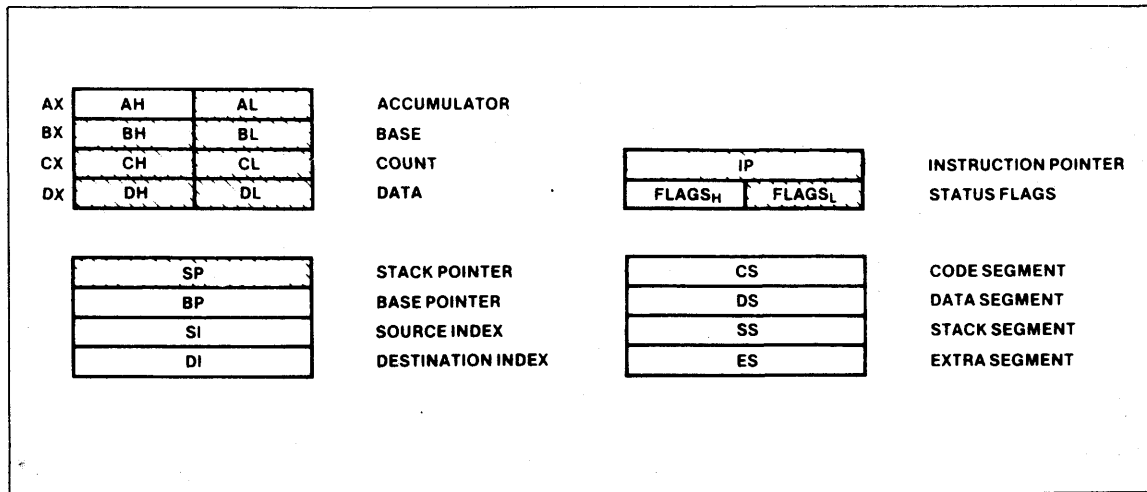 AX AH AL ACCUMULATOR
BX BH BL BASE
CX CH CL COUNT
DX DH DL DATA
IP INSTRUCTION POINTER
FLAGSH FLAGSL STATUS FLAGS
SP STACK POINTER
BP BASE POINTER
SI SOURCE INDEX
DI DESTINATION INDEX
CS CODE SEGMENT
DS DATA SEGMENT
SS STACK SEGMENT
ES EXTRA SEGMENT